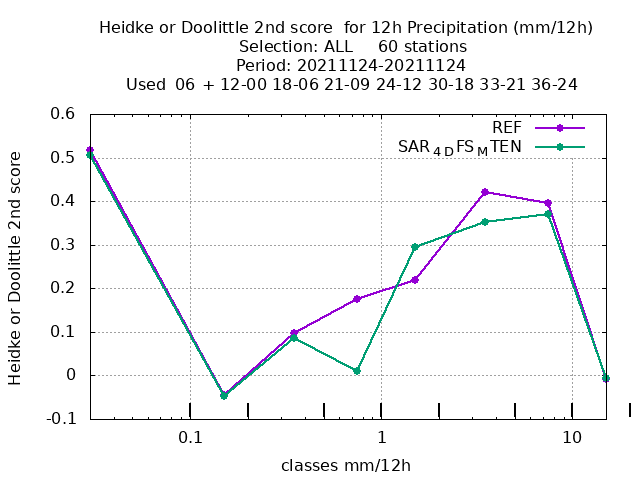 Heidke or Doolittle 2nd score  for 12h Precipitation (mm/12h)
Selection: ALL     60 stations
Period: 20211124-20211124
Used  06 + 12-00 18-06 21-09 24-12 30-18 33-21 36-24
REF
SAR4DFSMTEN
0.6
0.5
0.4
0.3
0.2
0.1
0
-0.1
Heidke or Doolittle 2nd score
0.1 1 10
classes mm/12h